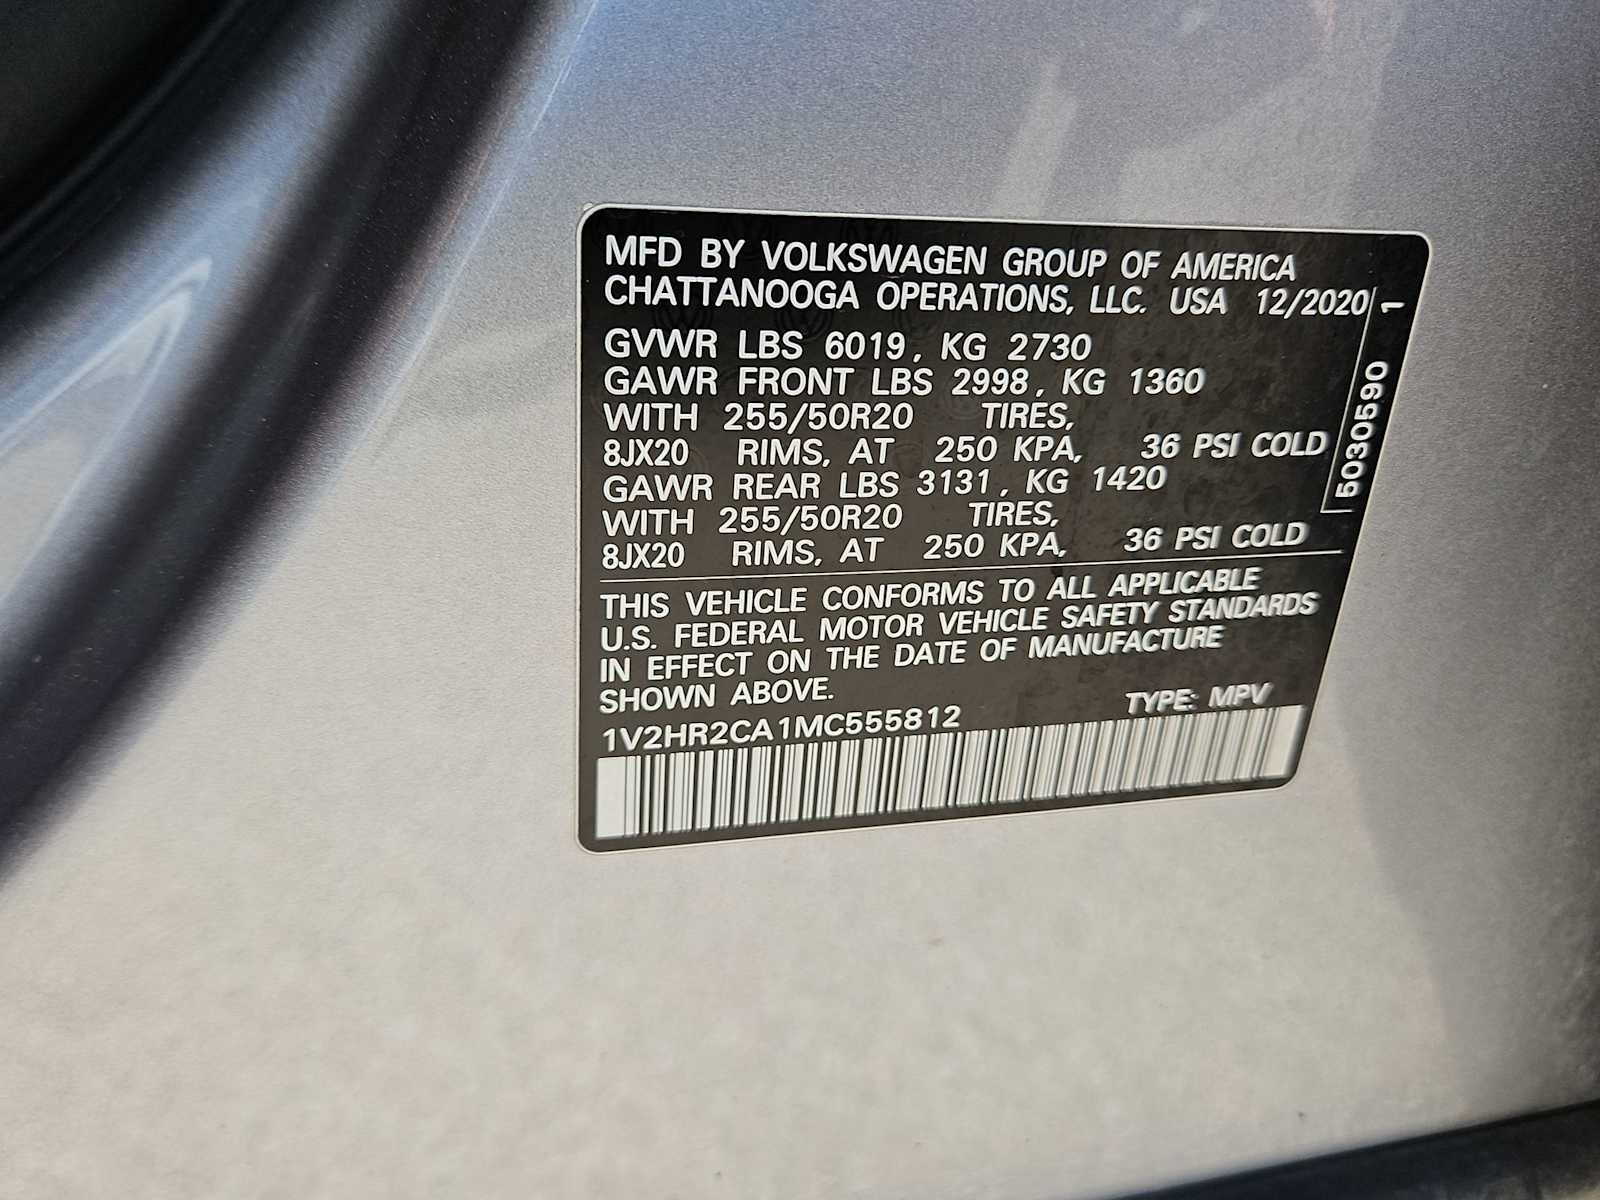 MFD BY VOLKSWAGEN GROUP OF AMERICA
CHATTANOOGA OPERATIONS, LLC. USA 12/2020
GVWR LBS 6019, KG 2730
GAWR FRONT LBS 2998, KG 1360
WITH 255/50R20 TIRES,
8JX20 RIMS, AT 250 KPA, 36 PSI COLD
GAWR REAR LBS 3131, KG 1420
WITH 255/50R20 TIRES,
8JX20 RIMS, AT 250 KPA, 36 PSI COLD
THIS VEHICLE CONFORMS TO ALL APPLICABLE
U.S. FEDERAL MOTOR VEHICLE SAFETY STANDARDS
IN EFFECT ON THE DATE OF MANUFACTURE
SHOWN ABOVE.
TYPE: MPV
1V2HR2CA1MC555812
5030590 1